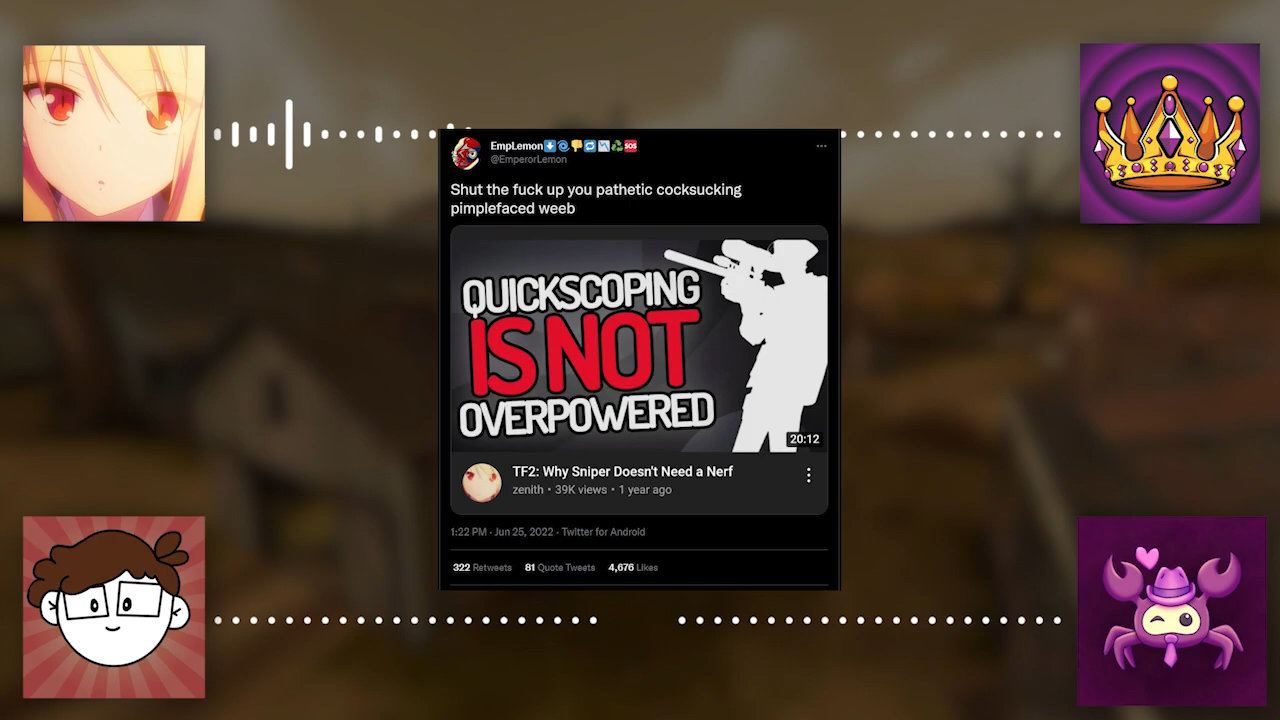 EmpLemon⬇️🌀👎🔁📉♻️🆘
@EmperorLemon
Shut the fuck up you pathetic cocksucking
pimplefaced weeb
QUICKSCOPING
IS NOT
OVERPOWERED
20:12
TF2: Why Sniper Doesn't Need a Nerf
zenith • 39K views • 1 year ago
1:22 PM · Jun 25, 2022 · Twitter for Android
322 Retweets 81 Quote Tweets 4,676 Likes